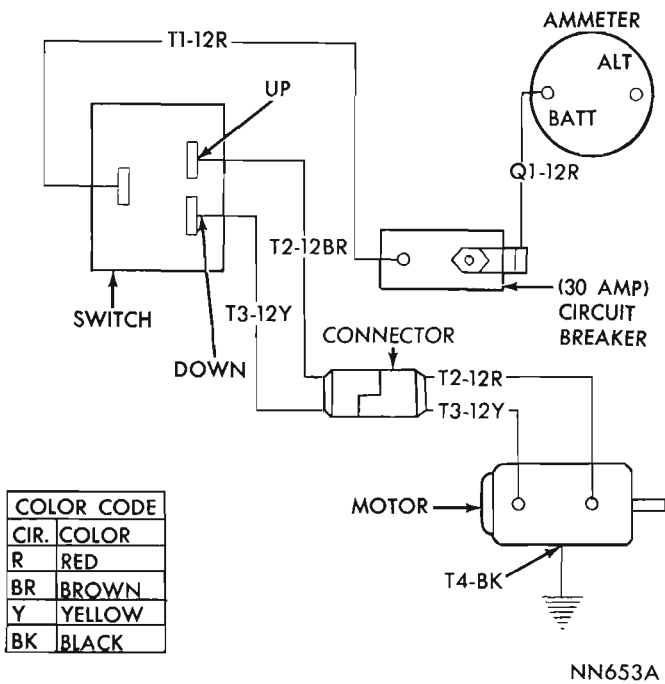 AMMETER
T1-12R
ALT
UP
BATT
Q1-12R
T2-12BR
(30 AMP)
CIRCUIT
BREAKER
SWITCH
T3-12Y
CONNECTOR
DOWN
T2-12R
T3-12Y
MOTOR
T4-BK
COLOR CODE
CIR. COLOR
R RED
BR BROWN
Y YELLOW
BK BLACK
NN653A